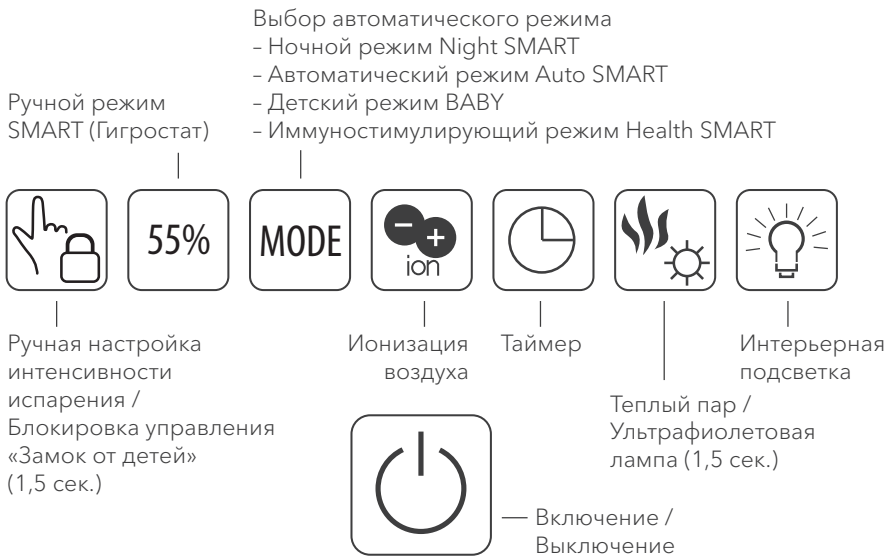 Выбор автоматического режима
– Ночной режим Night SMART
– Автоматический режим Auto SMART
– Детский режим BABY
– Иммуностимулирующий режим Health SMART
Ручной режим
SMART (Гигростат)
55%
MODE
ion
Ручная настройка
интенсивности
испарения /
Блокировка управления
«Замок от детей»
(1,5 сек.)
Ионизация
воздуха
Таймер
Теплый пар /
Ультрафиолетовая
лампа (1,5 сек.)
Интерьерная
подсветка
Включение /
Выключение